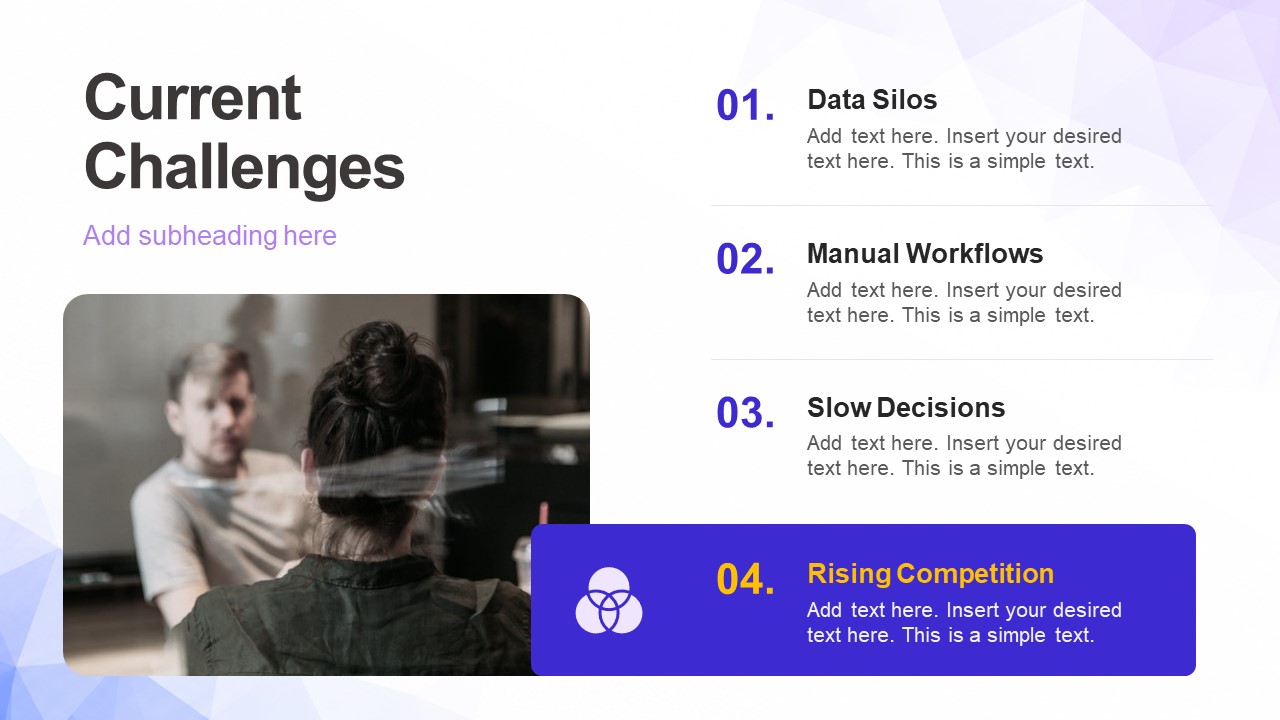 Current
Challenges
Add subheading here
01.
Data Silos
Add text here. Insert your desired
text here. This is a simple text.
02.
Manual Workflows
Add text here. Insert your desired
text here. This is a simple text.
03.
Slow Decisions
Add text here. Insert your desired
text here. This is a simple text.
04.
Rising Competition
Add text here. Insert your desired
text here. This is a simple text.